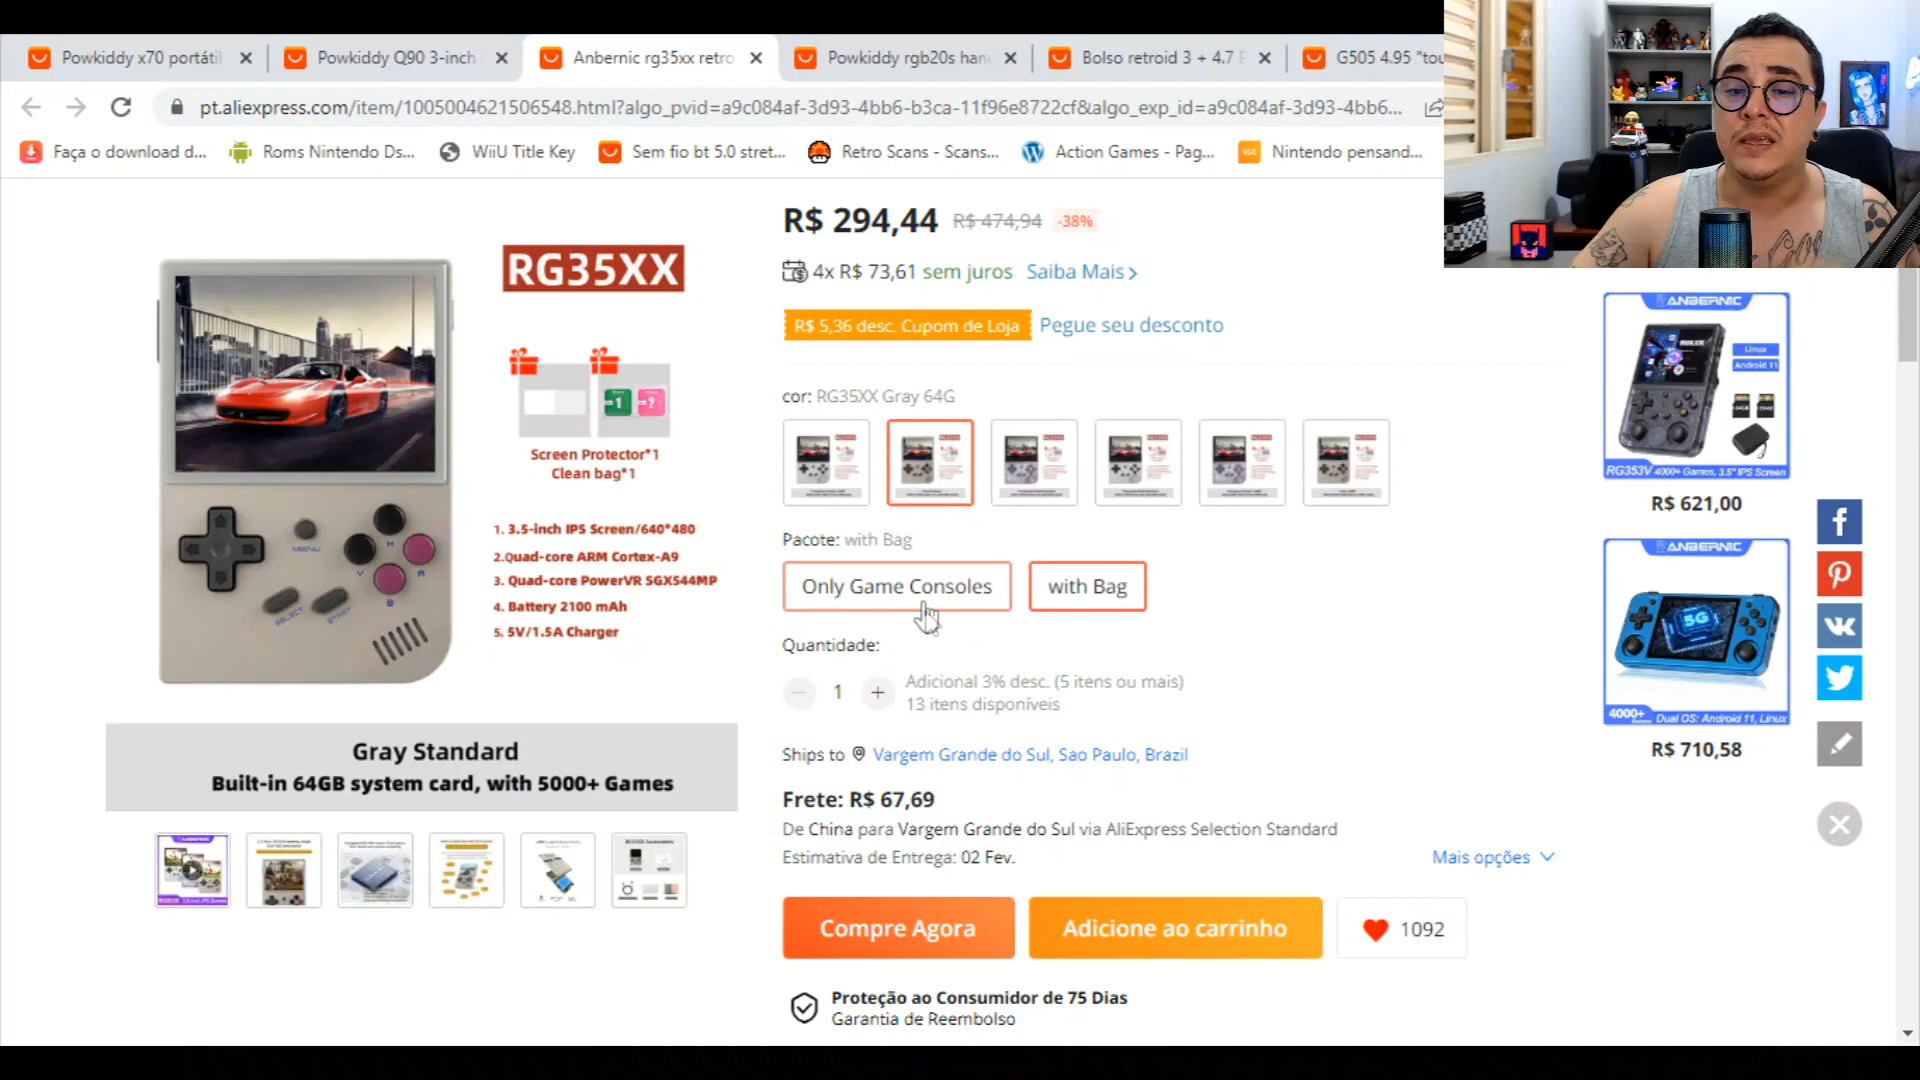 Powkiddy x70 portátil
Powkiddy Q90 3-inch
Anbernic rg35xx retro
Powkiddy rgb20s han
Bolso retroid 3 + 4.7 F
G505 4.95 "tou
pt.aliexpress.com/item/1005004621506548.html?algo_pvid=a9c084af-3d93-4bb6-b3ca-11f96e8722cf&algo_exp_id=a9c084af-3d93-4bb6...
Faça o download d...
Roms Nintendo Ds...
WiiU Title Key
Sem fio bt 5.0 stret...
Retro Scans - Scans...
Action Games - Pag...
Nintendo pensand...
RG35XX
Screen Protector*1
Clean bag*1
1. 3.5-inch IPS Screen/640*480
2.Quad-core ARM Cortex-A9
3. Quad-core PowerVR SGX544MP
4. Battery 2100 mAh
5. 5V/1.5A Charger
MENU
SELECT
START
Y
A
B
Gray Standard
Built-in 64GB system card, with 5000+ Games
R$ 294,44 R$ 474,94 -38%
4x R$ 73,61 sem juros Saiba Mais >
R$ 5,36 desc. Cupom de Loja Pegue seu desconto
cor: RG35XX Gray 64G
Pacote: with Bag
Only Game Consoles
with Bag
Quantidade:
1
Adicional 3% desc. (5 itens ou mais)
13 itens disponíveis
Ships to Vargem Grande do Sul, Sao Paulo, Brazil
Frete: R$ 67,69
De China para Vargem Grande do Sul via AliExpress Selection Standard
Estimativa de Entrega: 02 Fev.
Mais opções
Compre Agora
Adicione ao carrinho
1092
Proteção ao Consumidor de 75 Dias
Garantia de Reembolso
ANBERNIC
Linux
Android 11
RG353V 4000+ Games, 3.5" IPS Screen
R$ 621,00
ANBERNIC
5G
4000+ Dual OS: Android 11, Linux
R$ 710,58